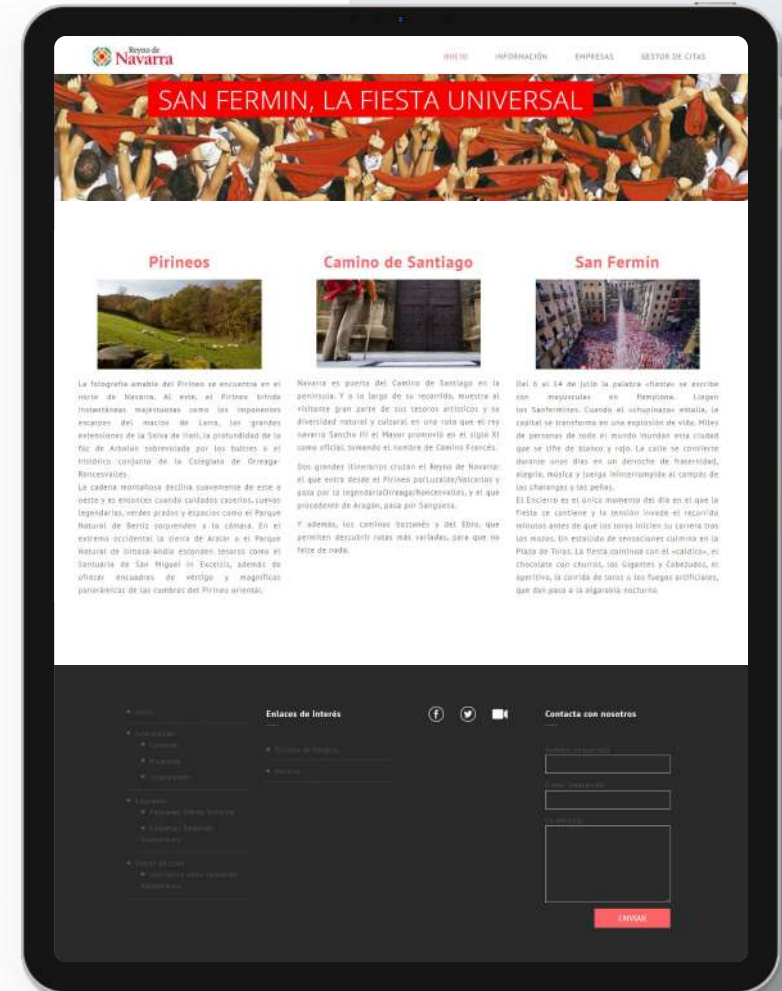 Reyno de
Navarra
INICIO
INFORMACIÓN
EMPRESAS
GESTOR DE CITAS
SAN FERMIN, LA FIESTA UNIVERSAL
Pirineos
La fotografía amable del Pirineo se encuentra en el
norte de Navarra. Al este, el Pirineo brinda
instantáneas majestuosas como los imponentes
escarpes del macizo de Larra, las grandes
extensiones de la Selva de Irati, la profundidad de la
foz de Arbaiun sobrevolada por los buitres o el
histórico conjunto de la Colegiata de Orreaga-
Roncesvalles.
La cadena montañosa declina suavemente de este a
oeste y es entonces cuando cuidados caseríos, cuevas
legendarias, verdes prados y espacios como el Parque
Natural de Bertiz sorprenden a la cámara. En el
extremo occidental la sierra de Aralar o el Parque
Natural de Urbasa-Andia esconden tesoros como el
Santuario de San Miguel in Excelsis, además de
ofrecer encuadres de vértigo y magníficas
panorámicas de las cumbres del Pirineo oriental.
Camino de Santiago
Navarra es puerta del Camino de Santiago en la
península. Y a lo largo de su recorrido, muestra al
visitante gran parte de sus tesoros artísticos y su
diversidad natural y cultural en una ruta que el rey
navarro Sancho III el Mayor promovió en el siglo XI
como oficial, tomando el nombre de Camino Francés.
Dos grandes itinerarios cruzan el Reyno de Navarra:
el que entra desde el Pirineo por Luzaide/Valcarlos y
pasa por la legendaria Orreaga/Roncesvalles, y el que
procedente de Aragón, pasa por Sangüesa.
Y además, los caminos baztanés y del Ebro, que
permiten descubrir rutas más variadas, para que no
falte de nada.
San Fermín
Del 6 al 14 de julio la palabra «fiesta» se escribe
con mayúsculas en Pamplona. Llegan
los Sanfermines. Cuando el «chupinazo» estalla, la
capital se transforma en una explosión de vida. Miles
de personas de todo el mundo inundan esta ciudad
que se tiñe de blanco y rojo. La calle se convierte
durante unos días en un derroche de fraternidad,
alegría, música y juerga ininterrumpida al compás de
las charangas y las peñas.
El Encierro es el único momento del día en el que la
fiesta se contiene y la tensión invade el recorrido
minutos antes de que los toros inicien su carrera tras
los mozos. Un estallido de sensaciones culmina en la
Plaza de Toros. La fiesta continúa con el «caldico», el
chocolate con churros, los Gigantes y Cabezudos, el
aperitivo, la corrida de toros o los fuegos artificiales,
que dan paso a la algarabía nocturna.
Enlaces de Interés
Contacta con nosotros
ENVIAR